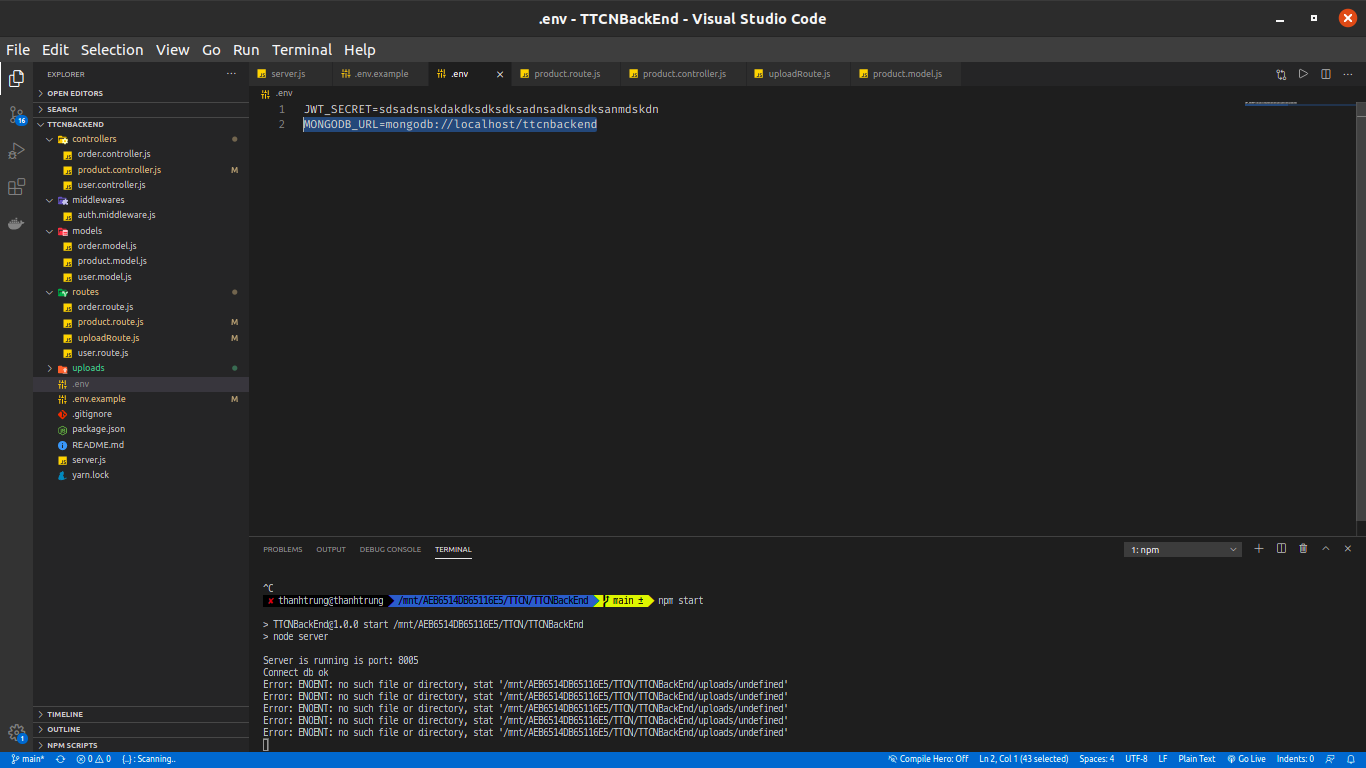 .env - TTCNBackEnd - Visual Studio Code
File Edit Selection View Go Run Terminal Help
EXPLORER
server.js .env.example .env product.route.js product.controller.js uploadRoute.js product.model.js
OPEN EDITORS
SEARCH
TTCNBACKEND
controllers
order.controller.js
product.controller.js M
user.controller.js
middlewares
auth.middleware.js
models
order.model.js
product.model.js
user.model.js
routes
order.route.js
product.route.js M
uploadRoute.js M
user.route.js
uploads
.env
.env.example M
.gitignore
package.json
README.md
server.js
yarn.lock
TIMELINE
OUTLINE
NPM SCRIPTS
16
1
.env
1 JWT_SECRET=sdsadsnskdakdksdksdksadnsadknsdksanmdskdn
2 MONGODB_URL=mongodb://localhost/ttcnbackend
PROBLEMS OUTPUT DEBUG CONSOLE TERMINAL
1: npm
^C
✘ thanhtrung@thanhtrung /mnt/AEB6514DB65116E5/TTCN/TTCNBackEnd main ± npm start
> TTCNBackEnd@1.0.0 start /mnt/AEB6514DB65116E5/TTCN/TTCNBackEnd
> node server
Server is running is port: 8005
Connect db ok
Error: ENOENT: no such file or directory, stat '/mnt/AEB6514DB65116E5/TTCN/TTCNBackEnd/uploads/undefined'
Error: ENOENT: no such file or directory, stat '/mnt/AEB6514DB65116E5/TTCN/TTCNBackEnd/uploads/undefined'
Error: ENOENT: no such file or directory, stat '/mnt/AEB6514DB65116E5/TTCN/TTCNBackEnd/uploads/undefined'
Error: ENOENT: no such file or directory, stat '/mnt/AEB6514DB65116E5/TTCN/TTCNBackEnd/uploads/undefined'
Error: ENOENT: no such file or directory, stat '/mnt/AEB6514DB65116E5/TTCN/TTCNBackEnd/uploads/undefined'
main* 0 0 {..} : Scanning.. Compile Hero: Off Ln 2, Col 1 (43 selected) Spaces: 4 UTF-8 LF Plain Text Go Live Indents: 0